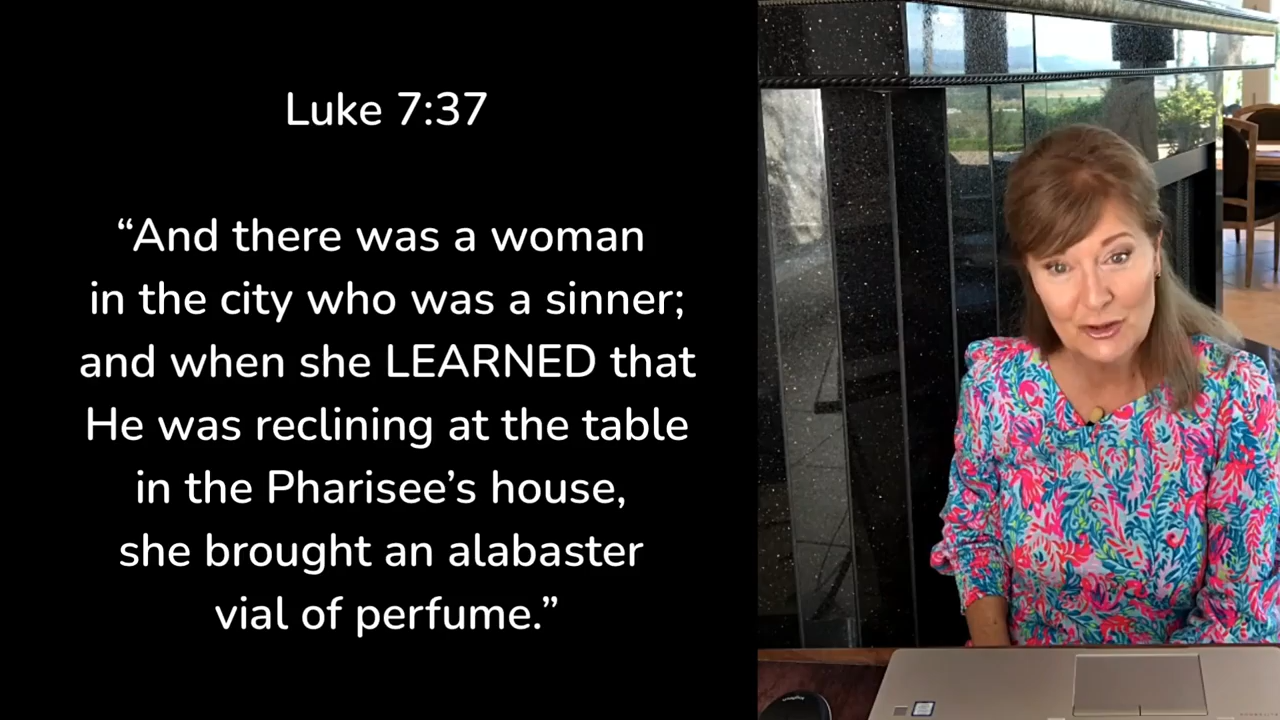 Luke 7:37
“And there was a woman
in the city who was a sinner;
and when she LEARNED that
He was reclining at the table
in the Pharisee’s house,
she brought an alabaster
vial of perfume.”